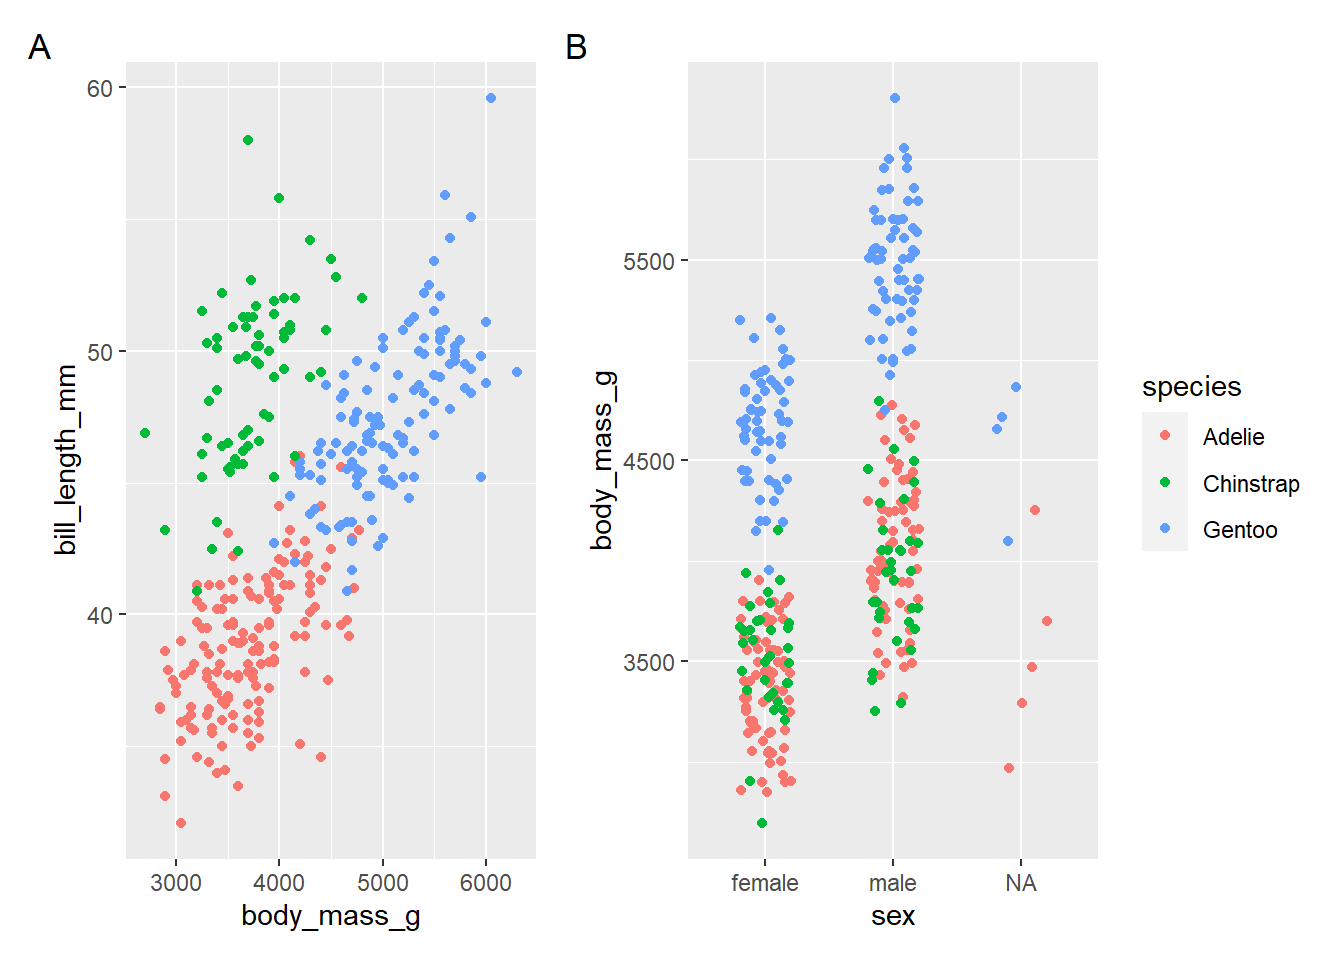 A
B
60
50
40
bill_length_mm
3000 4000 5000 6000
body_mass_g
5500
4500
3500
body_mass_g
female male NA
sex
species
Adelie
Chinstrap
Gentoo